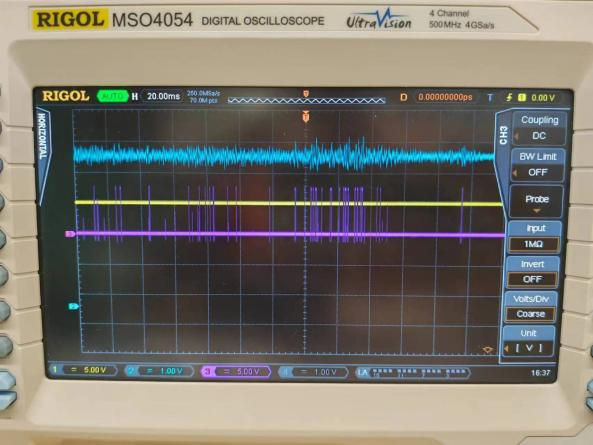 RIGOL MSO4054 DIGITAL OSCILLOSCOPE UltraVision 4 Channel
500MHz 4GSa/s
RIGOL AUTO H 20.00ms 250.0MSa/s
70.0M pts
D 0.00000000ps T 1 0.00 V
HORIZONTAL
CH3
Coupling
DC
BW Limit
OFF
Probe
Input
1MΩ
Invert
OFF
Volts/Div
Coarse
Unit
[ V ]
1 = 5.00 V 2 = 1.00 V 3 = 5.00 V 4 = 1.00 V LA
16:37